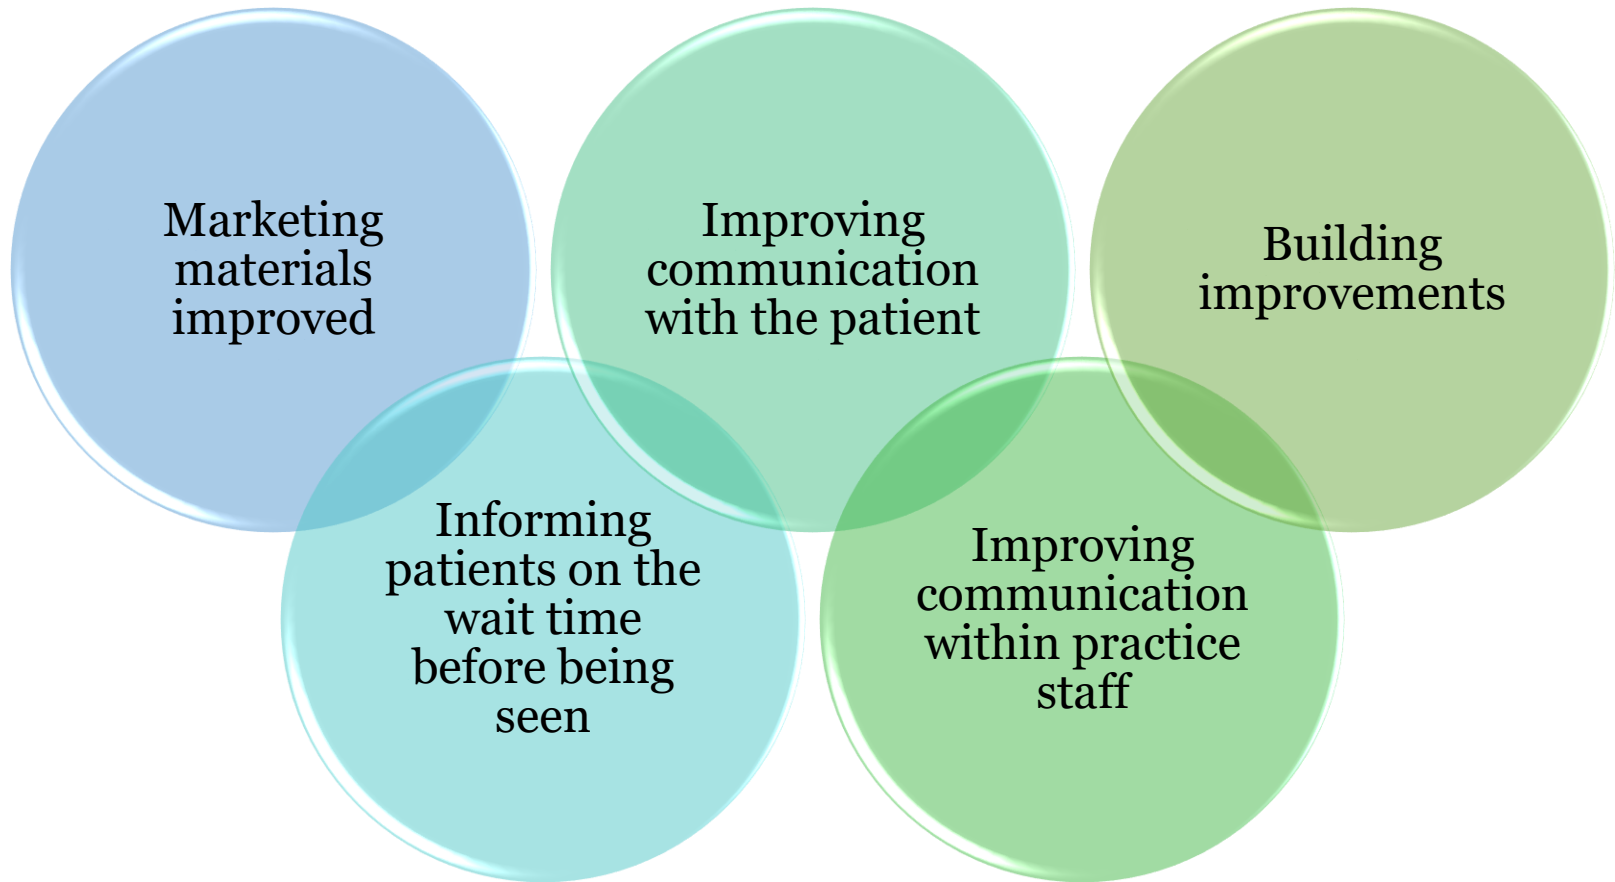 Marketing
materials
improved
Improving
communication
with the patient
Building
improvements
Informing
patients on the
wait time
before being
seen
Improving
communication
within practice
staff